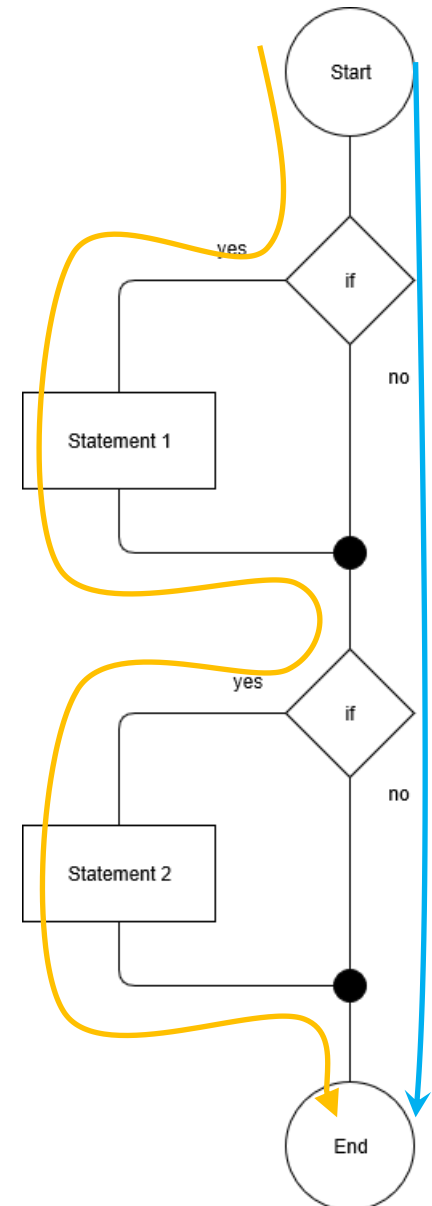 Start
yes
if
no
Statement 1
yes
if
no
Statement 2
End